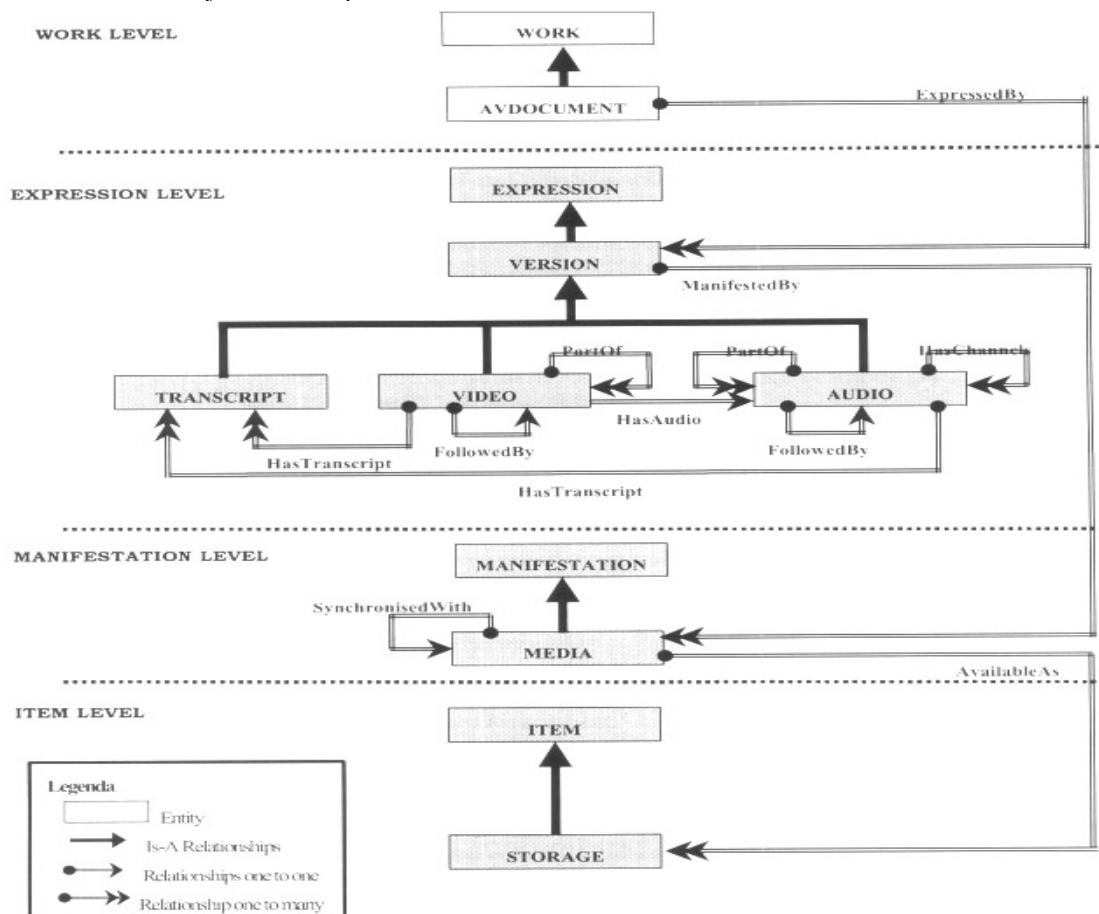 WORK LEVEL
WORK
AVDOCUMENT
ExpressedBy
EXPRESSION LEVEL
EXPRESSION
VERSION
ManifestedBy
PartOf
PartOf
HasChannels
TRANSCRIPT
VIDEO
AUDIO
HasAudio
HasTranscript
FollowedBy
FollowedBy
HasTranscript
MANIFESTATION LEVEL
MANIFESTATION
SynchronisedWith
MEDIA
AvailableAs
ITEM LEVEL
ITEM
STORAGE
Legenda
Entity
Is-A Relationships
Relationships one to one
Relationship one to many